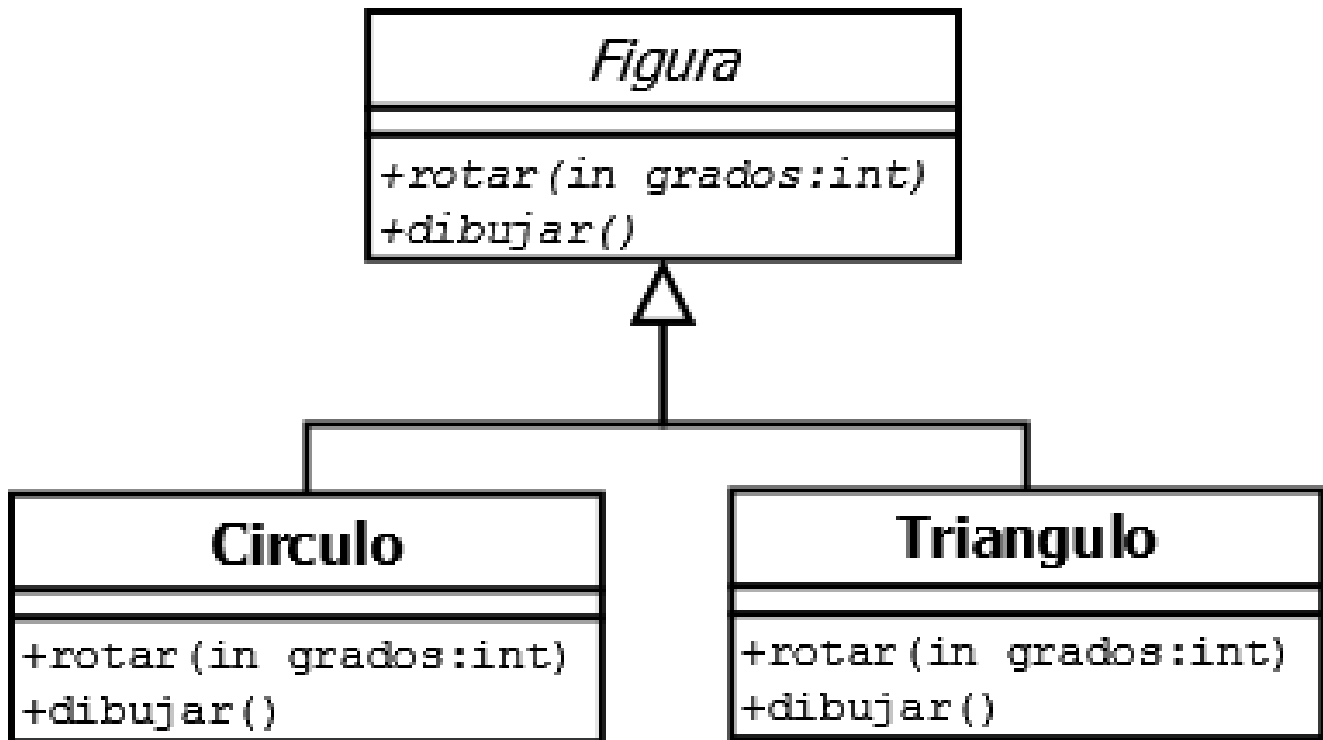 Figura
+rotar(in grados:int)
+dibujar()
Circulo
+rotar(in grados:int)
+dibujar()
Triangulo
+rotar(in grados:int)
+dibujar()